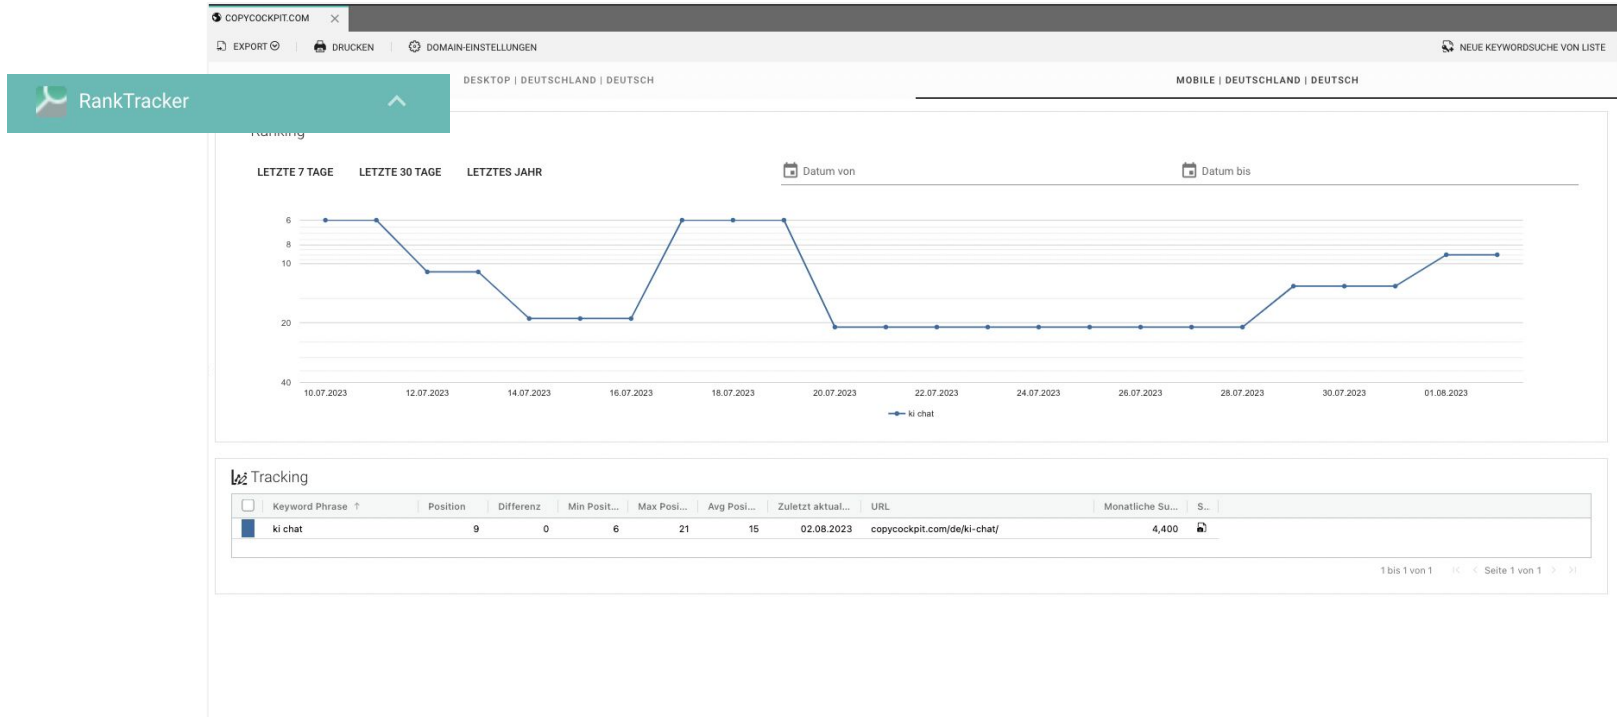 COPYCOCKPIT.COM
EXPORT DRUCKEN DOMAIN-EINSTELLUNGEN NEUE KEYWORDSUCHE VON LISTE
DESKTOP | DEUTSCHLAND | DEUTSCH MOBILE | DEUTSCHLAND | DEUTSCH
RankTracker
Ranking
LETZTE 7 TAGE LETZTE 30 TAGE LETZTES JAHR Datum von Datum bis
6
8
10
20
40
10.07.2023 12.07.2023 14.07.2023 16.07.2023 18.07.2023 20.07.2023 22.07.2023 24.07.2023 26.07.2023 28.07.2023 30.07.2023 01.08.2023
ki chat
Tracking
Keyword Phrase ↑ Position Differenz Min Posit... Max Posi... Avg Posi... Zuletzt aktual... URL Monatliche Su... S...
ki chat 9 0 6 21 15 02.08.2023 copycockpit.com/de/ki-chat/ 4,400
1 bis 1 von 1 Seite 1 von 1